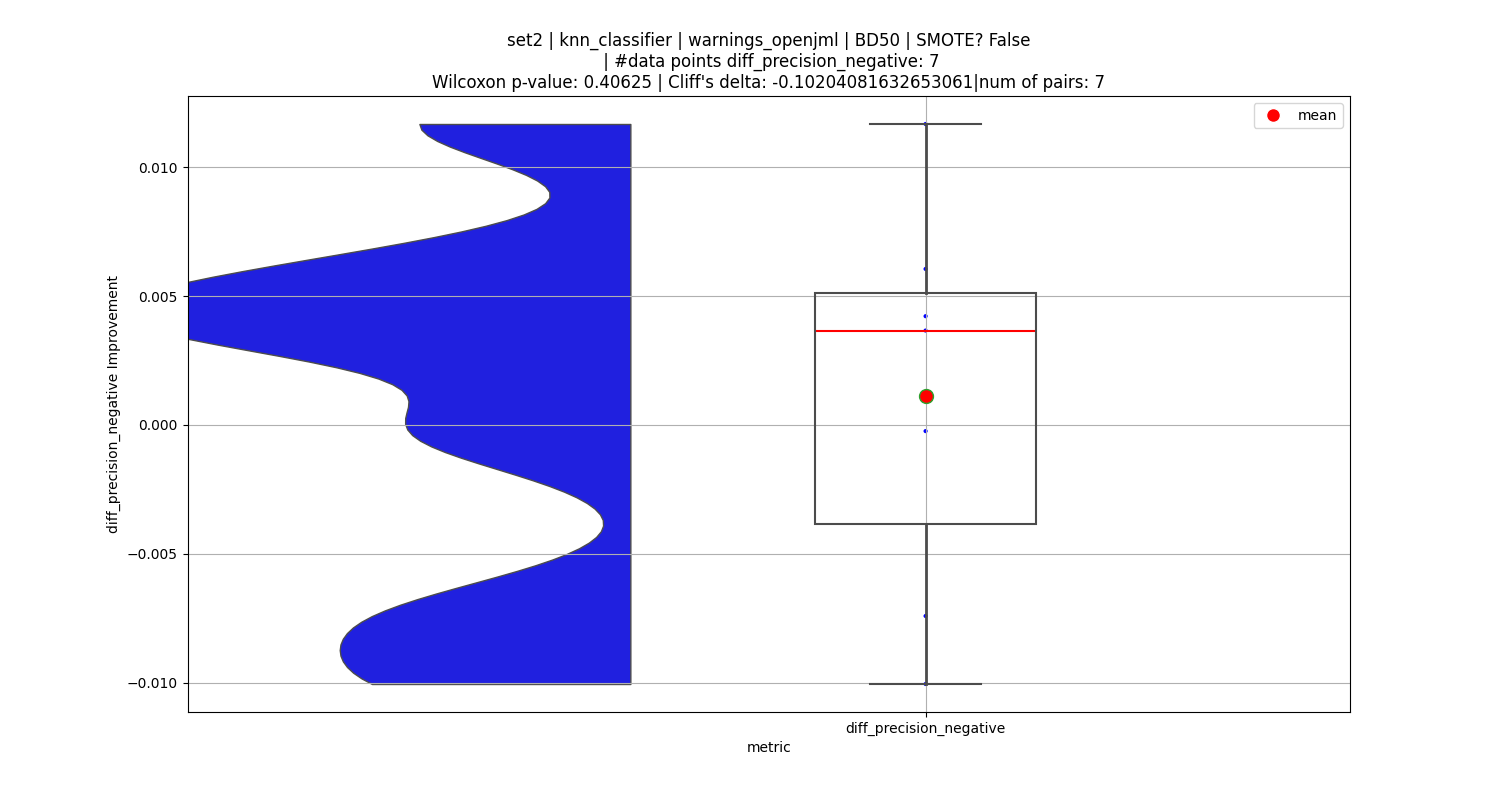 set2 | knn_classifier | warnings_openjml | BD50 | SMOTE? False
| #data points diff_precision_negative: 7
Wilcoxon p-value: 0.40625 | Cliff's delta: -0.10204081632653061|num of pairs: 7
mean
0.010
0.005
0.000
−0.005
−0.010
diff_precision_negative Improvement
diff_precision_negative
metric